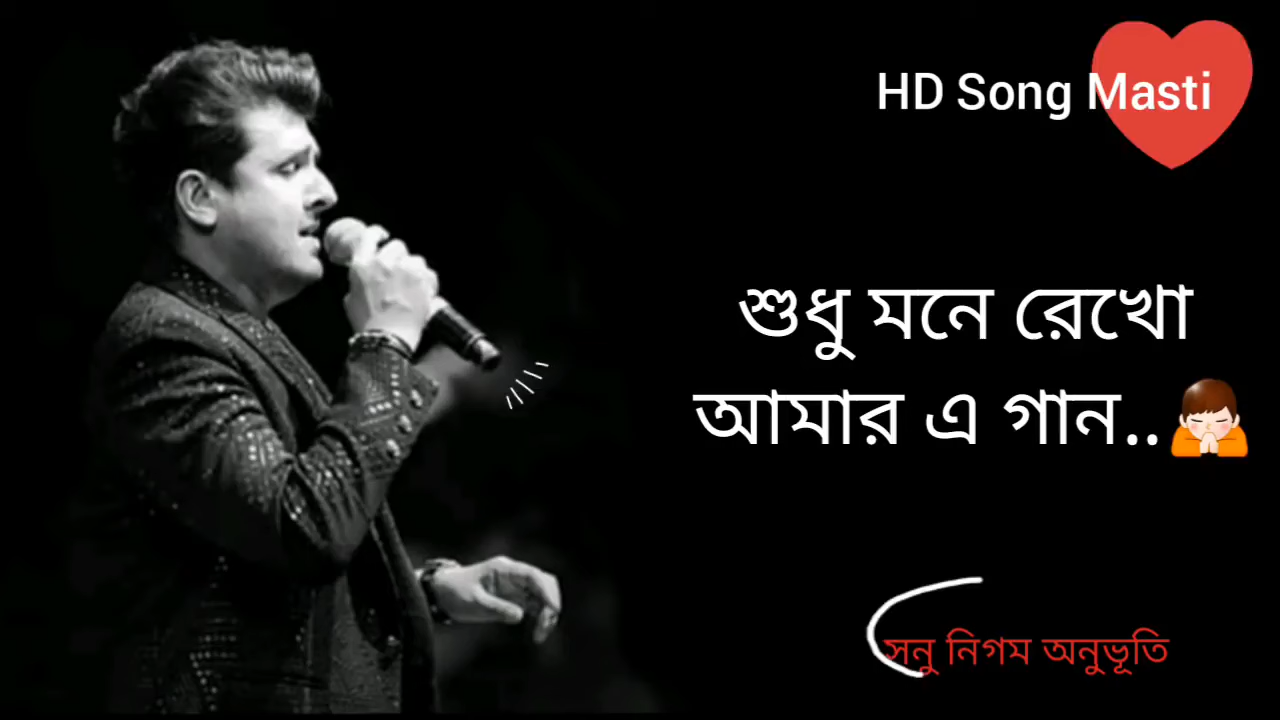 HD Song Masti
শুধু মনে রেখো
আমার এ গান..
সনু নিগম অনুভূতি